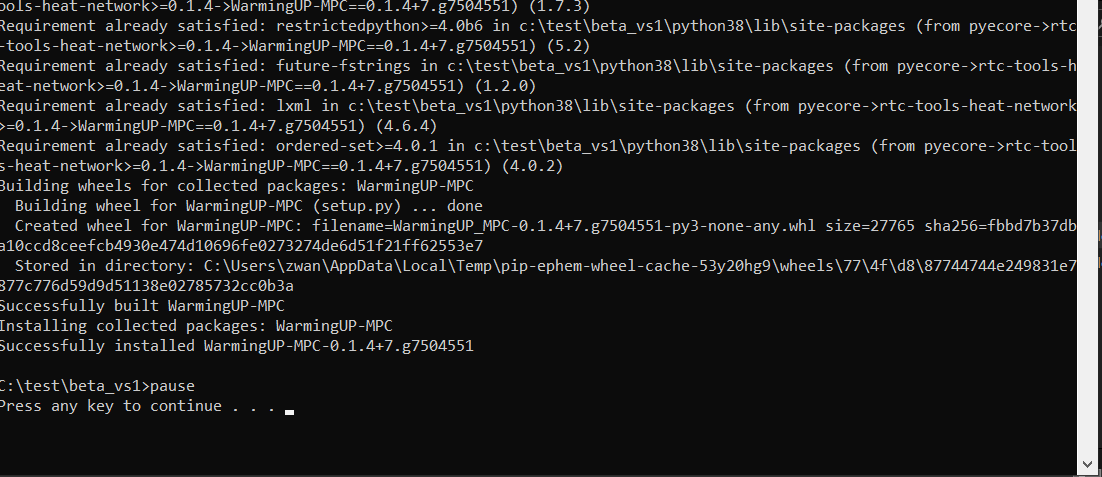 ools-heat-network>=0.1.4->WarmingUP-MPC==0.1.4+7.g7504551) (1.7.3)
Requirement already satisfied: restrictedpython>=4.0b6 in c:\test\beta_vs1\python38\lib\site-packages (from pyecore->rtc
-tools-heat-network>=0.1.4->WarmingUP-MPC==0.1.4+7.g7504551) (5.2)
Requirement already satisfied: future-fstrings in c:\test\beta_vs1\python38\lib\site-packages (from pyecore->rtc-tools-h
eat-network>=0.1.4->WarmingUP-MPC==0.1.4+7.g7504551) (1.2.0)
Requirement already satisfied: lxml in c:\test\beta_vs1\python38\lib\site-packages (from pyecore->rtc-tools-heat-network
>=0.1.4->WarmingUP-MPC==0.1.4+7.g7504551) (4.6.4)
Requirement already satisfied: ordered-set>=4.0.1 in c:\test\beta_vs1\python38\lib\site-packages (from pyecore->rtc-tool
s-heat-network>=0.1.4->WarmingUP-MPC==0.1.4+7.g7504551) (4.0.2)
Building wheels for collected packages: WarmingUP-MPC
  Building wheel for WarmingUP-MPC (setup.py) ... done
  Created wheel for WarmingUP-MPC: filename=WarmingUP_MPC-0.1.4+7.g7504551-py3-none-any.whl size=27765 sha256=fbbd7b37db
a10ccd8ceefcb4930e474d10696fe0273274de6d51f21ff62553e7
  Stored in directory: C:\Users\zwan\AppData\Local\Temp\pip-ephem-wheel-cache-53y20hg9\wheels\77\4f\d8\87744744e249831e7
877c776d59d9d51138e02785732cc0b3a
Successfully built WarmingUP-MPC
Installing collected packages: WarmingUP-MPC
Successfully installed WarmingUP-MPC-0.1.4+7.g7504551
C:\test\beta_vs1>pause
Press any key to continue . . .